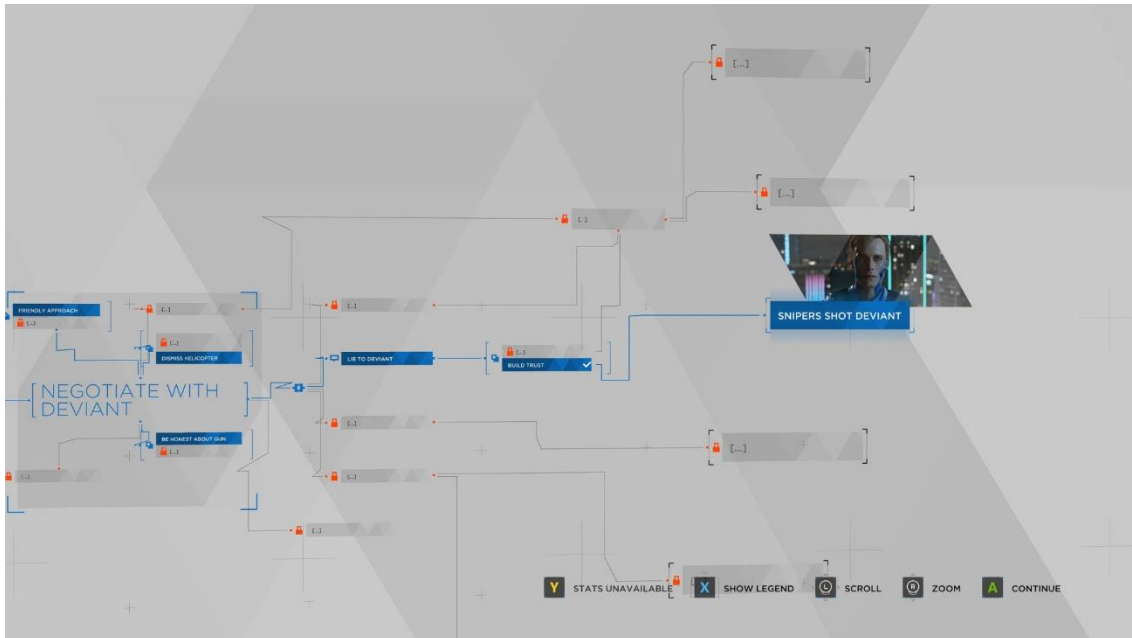 [...]
[...]
[...]
SNIPERS SHOT DEVIANT
FRIENDLY APPROACH
[...]
[...]
[...]
DISMISS HELICOPTER
NEGOTIATE WITH
DEVIANT
BE HONEST ABOUT GUN
[...]
[...]
[...]
LIE TO DEVIANT
[...]
BUILD TRUST
[...]
[...]
[...]
[...]
Y STATS UNAVAILABLE
X SHOW LEGEND
L SCROLL
R ZOOM
A CONTINUE